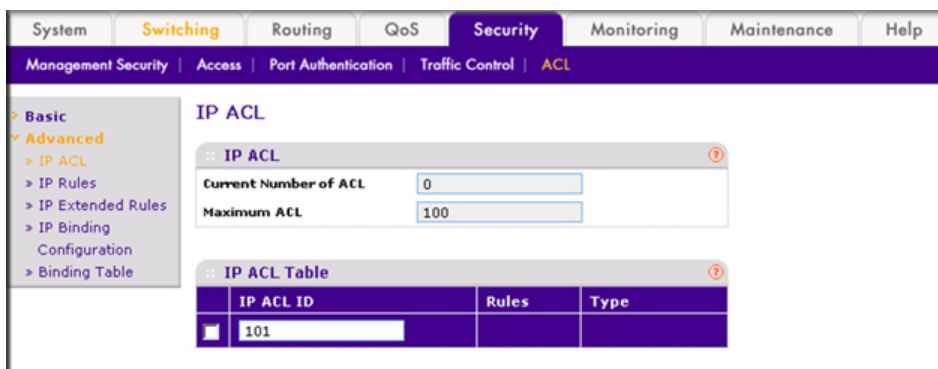 System Switching Routing QoS Security Monitoring Maintenance Help
Management Security | Access | Port Authentication | Traffic Control | ACL
Basic
Advanced
» IP ACL
» IP Rules
» IP Extended Rules
» IP Binding
Configuration
» Binding Table
IP ACL
IP ACL ?
Current Number of ACL 0
Maximum ACL 100
IP ACL Table ?
IP ACL ID Rules Type
101